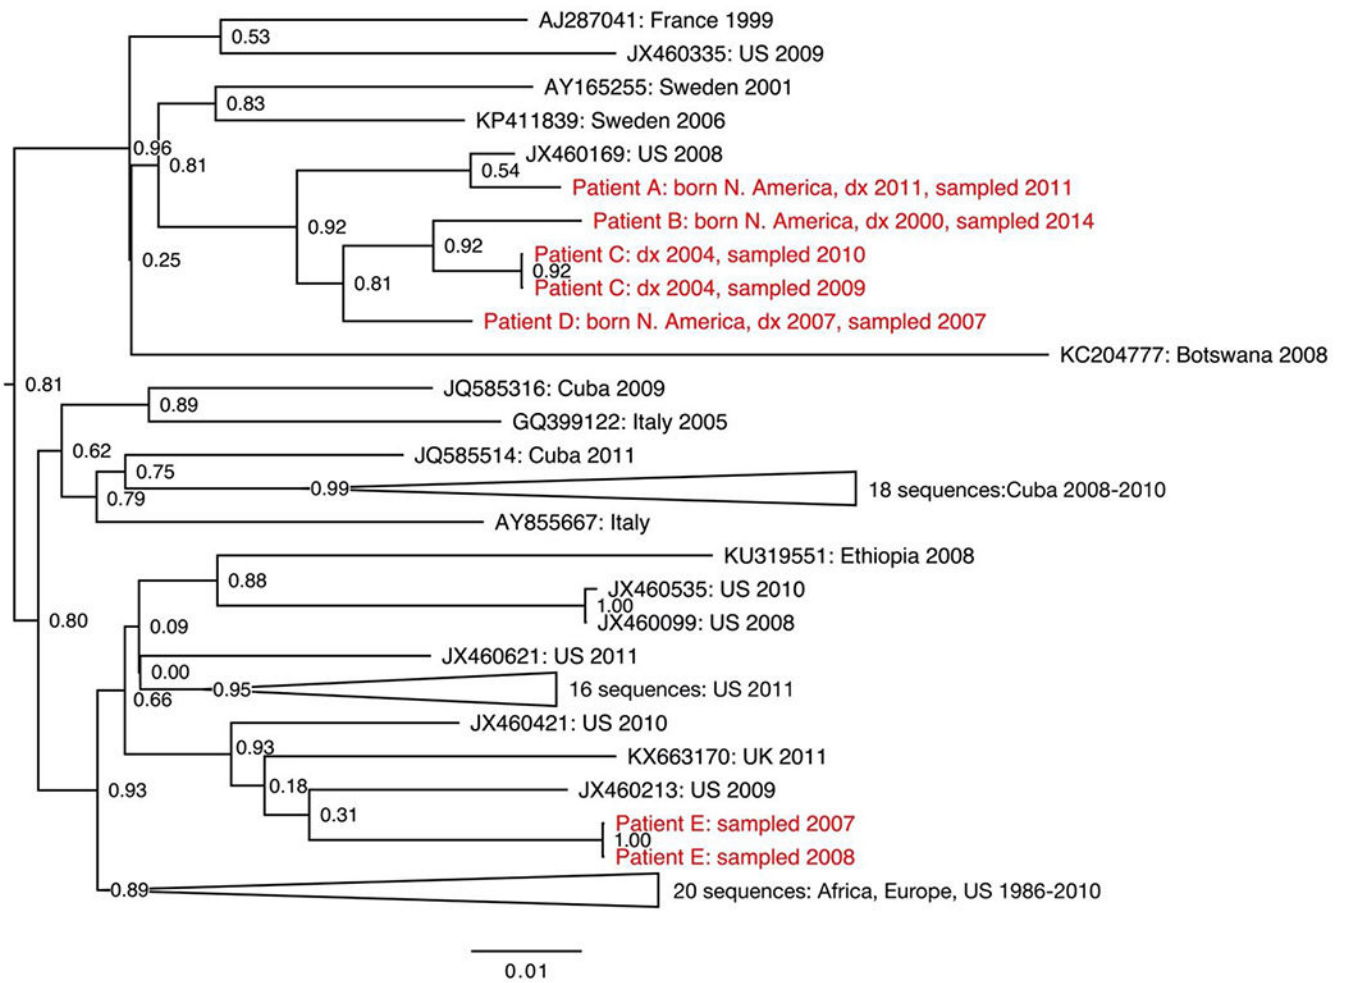 AJ287041: France 1999
0.53
JX460335: US 2009
AY165255: Sweden 2001
0.83
KP411839: Sweden 2006
0.96
JX460169: US 2008
0.81
0.54
Patient A: born N. America, dx 2011, sampled 2011
Patient B: born N. America, dx 2000, sampled 2014
0.92
0.92
Patient C: dx 2004, sampled 2010
0.25
0.92
0.81
Patient C: dx 2004, sampled 2009
Patient D: born N. America, dx 2007, sampled 2007
KC204777: Botswana 2008
0.81
JQ585316: Cuba 2009
0.89
GQ399122: Italy 2005
0.62
JQ585514: Cuba 2011
0.75
0.99
18 sequences:Cuba 2008-2010
0.79
AY855667: Italy
KU319551: Ethiopia 2008
0.88
JX460535: US 2010
1.00
0.80
0.09
JX460099: US 2008
JX460621: US 2011
0.00
0.95
16 sequences: US 2011
0.66
JX460421: US 2010
0.93
KX663170: UK 2011
0.18
0.93
JX460213: US 2009
0.31
Patient E: sampled 2007
1.00
Patient E: sampled 2008
0.89
20 sequences: Africa, Europe, US 1986-2010
0.01